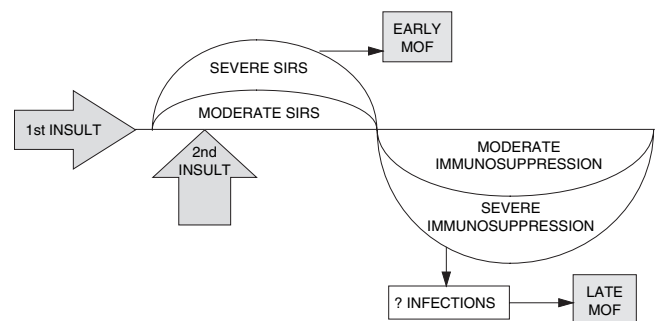 EARLY
MOF
SEVERE SIRS
MODERATE SIRS
1st INSULT
2nd
INSULT
MODERATE
IMMUNOSUPPRESSION
SEVERE
IMMUNOSUPPRESSION
? INFECTIONS
LATE
MOF